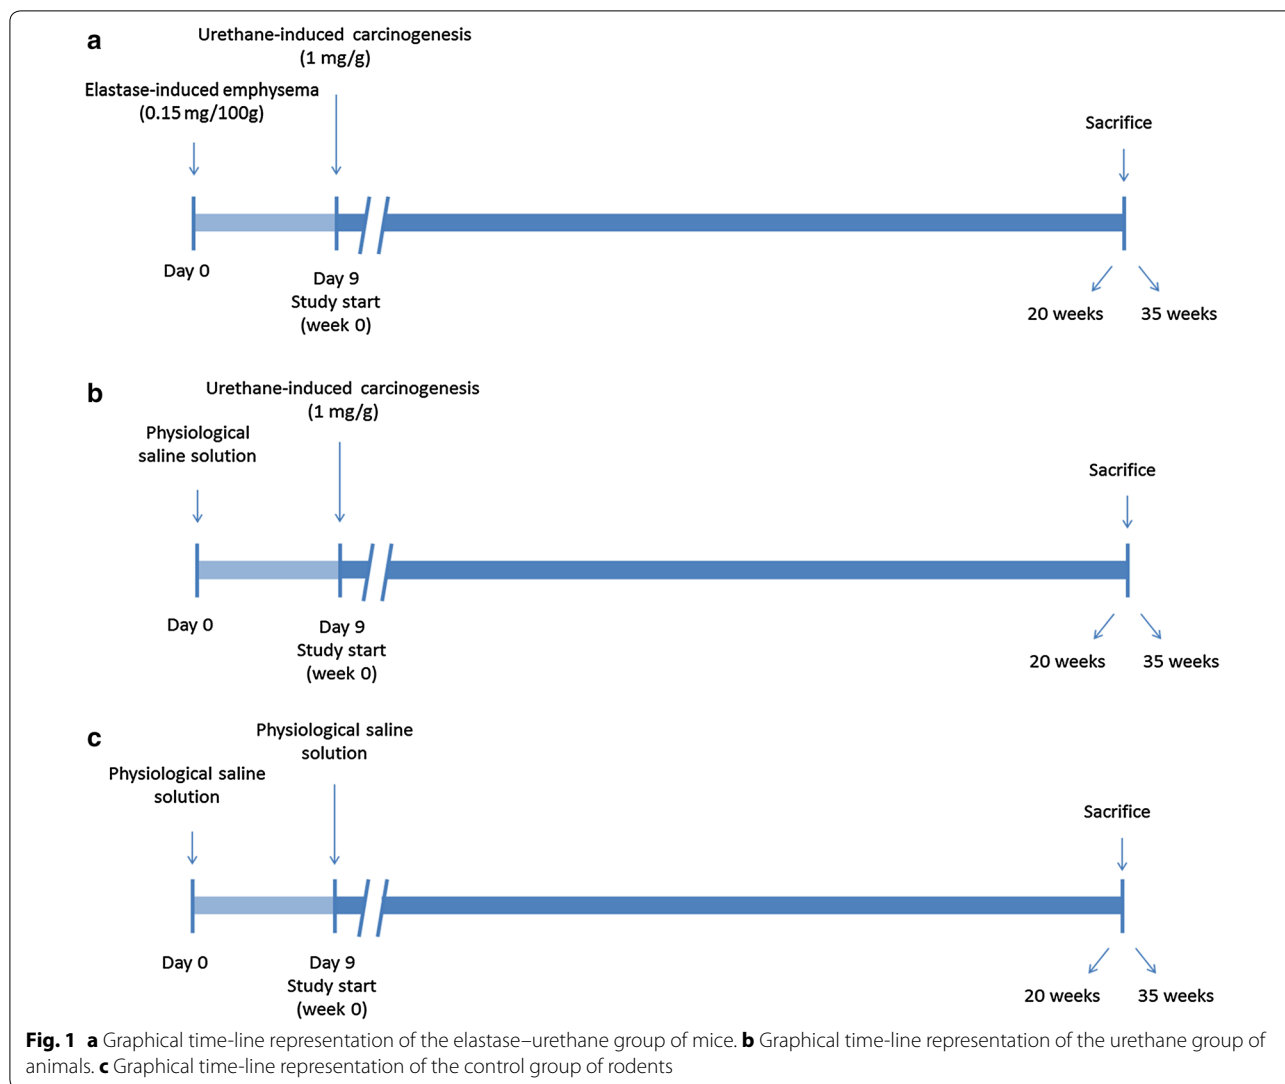 a
Urethane-induced carcinogenesis
(1 mg/g)
Elastase-induced emphysema
(0.15 mg/100g)
Sacrifice
Day 0
Day 9
Study start
(week 0)
20 weeks
35 weeks
b
Urethane-induced carcinogenesis
(1 mg/g)
Physiological
saline solution
Sacrifice
Day 0
Day 9
Study start
(week 0)
20 weeks
35 weeks
c
Physiological saline
solution
Physiological saline
solution
Sacrifice
Day 0
Day 9
Study start
(week 0)
20 weeks
35 weeks
Fig. 1 a Graphical time-line representation of the elastase–urethane group of mice. b Graphical time-line representation of the urethane group of
animals. c Graphical time-line representation of the control group of rodents